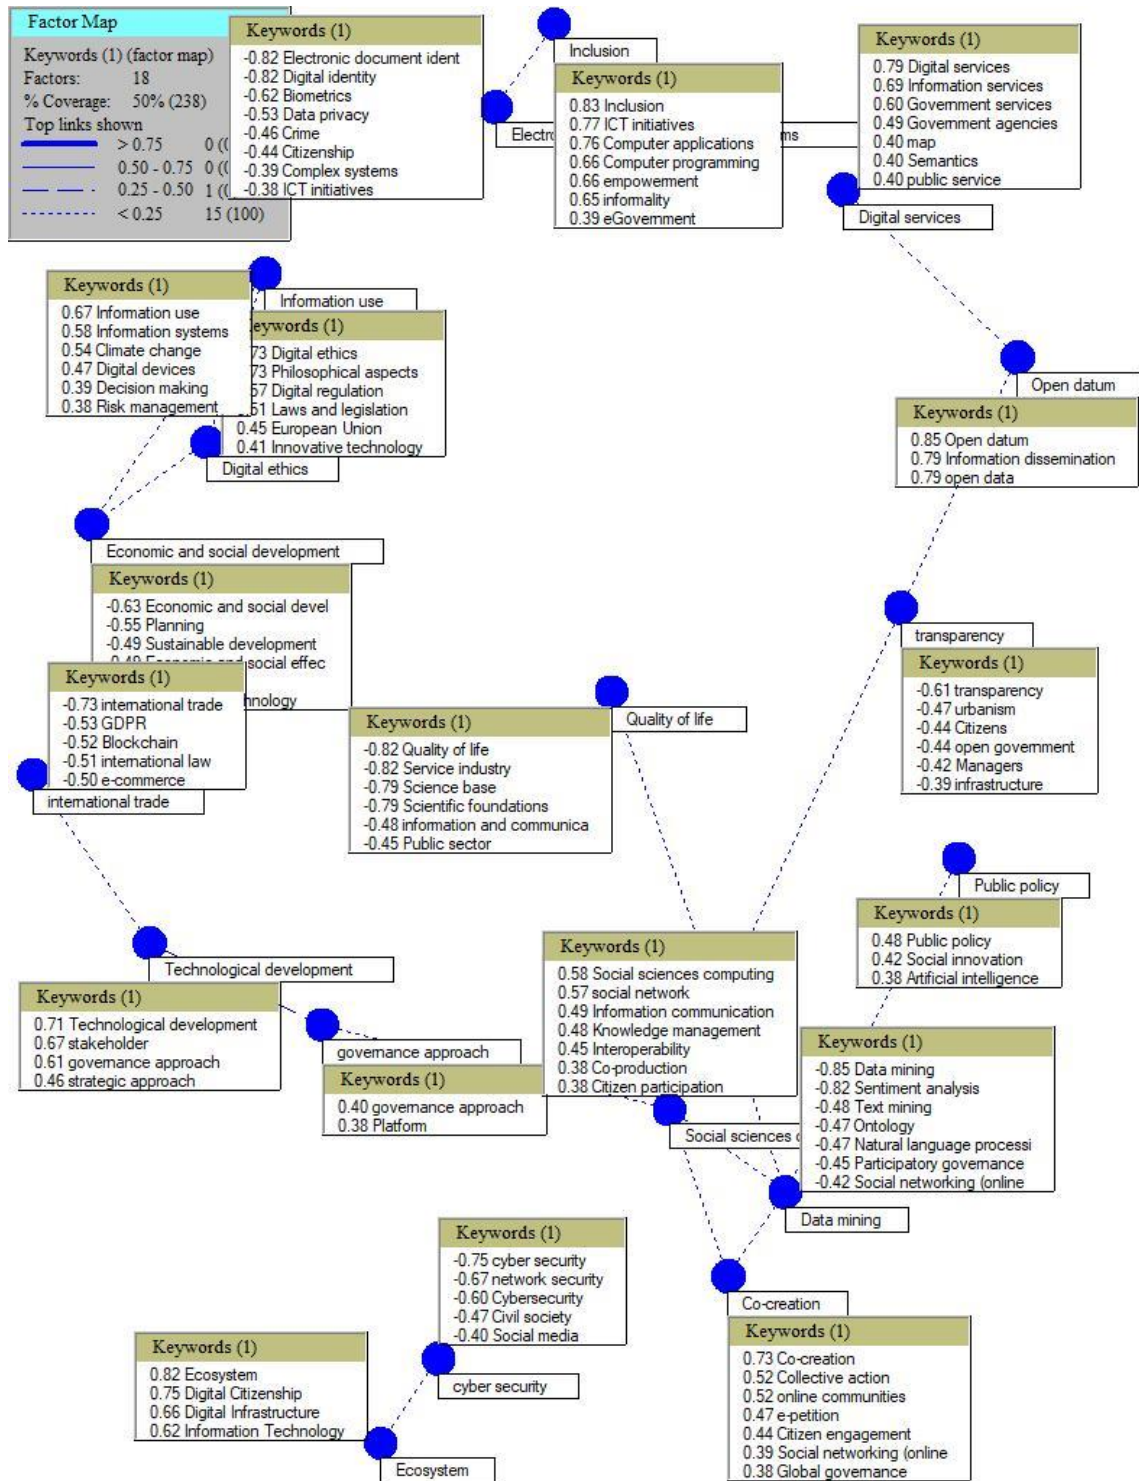 Factor Map
Keywords (1) (factor map)
Factors: 18
% Coverage: 50% (238)
Top links shown
> 0.75 0 (
0.50 - 0.75 0 (
0.25 - 0.50 1 (
< 0.25 15 (100)
Keywords (1)
-0.82 Electronic document ident
-0.82 Digital identity
-0.62 Biometrics
-0.53 Data privacy
-0.46 Crime
-0.44 Citizenship
-0.39 Complex systems
-0.38 ICT initiatives
Inclusion
Keywords (1)
0.83 Inclusion
0.77 ICT initiatives
0.76 Computer applications
0.66 Computer programming
0.66 empowerment
0.65 informality
0.39 eGovernment
Keywords (1)
0.79 Digital services
0.69 Information services
0.60 Government services
0.49 Government agencies
0.40 map
0.40 Semantics
0.40 public service
Digital services
Keywords (1)
0.67 Information use
0.58 Information systems
0.54 Climate change
0.47 Digital devices
0.39 Decision making
0.38 Risk management
Information use
eywords (1)
73 Digital ethics
73 Philosophical aspects
57 Digital regulation
51 Laws and legislation
0.45 European Union
0.41 Innovative technology
Digital ethics
Open datum
Keywords (1)
0.85 Open datum
0.79 Information dissemination
0.79 open data
Economic and social development
Keywords (1)
-0.63 Economic and social devel
-0.55 Planning
-0.49 Sustainable development
-0.49 Economic and social effec
hnology
Keywords (1)
-0.73 international trade
-0.53 GDPR
-0.52 Blockchain
-0.51 international law
-0.50 e-commerce
international trade
transparency
Keywords (1)
-0.61 transparency
-0.47 urbanism
-0.44 Citizens
-0.44 open government
-0.42 Managers
-0.39 infrastructure
Quality of life
Keywords (1)
-0.82 Quality of life
-0.82 Service industry
-0.79 Science base
-0.79 Scientific foundations
-0.48 information and communica
-0.45 Public sector
Public policy
Keywords (1)
0.48 Public policy
0.42 Social innovation
0.38 Artificial intelligence
Technological development
Keywords (1)
0.71 Technological development
0.67 stakeholder
0.61 governance approach
0.46 strategic approach
governance approach
Keywords (1)
0.40 governance approach
0.38 Platform
Keywords (1)
0.58 Social sciences computing
0.57 social network
0.49 Information communication
0.48 Knowledge management
0.45 Interoperability
0.38 Co-production
0.38 Citizen participation
Social sciences
Keywords (1)
-0.85 Data mining
-0.82 Sentiment analysis
-0.48 Text mining
-0.47 Ontology
-0.47 Natural language processi
-0.45 Participatory governance
-0.42 Social networking (online
Data mining
Co-creation
Keywords (1)
0.73 Co-creation
0.52 Collective action
0.52 online communities
0.47 e-petition
0.44 Citizen engagement
0.39 Social networking (online
0.38 Global governance
Keywords (1)
-0.75 cyber security
-0.67 network security
-0.60 Cybersecurity
-0.47 Civil society
-0.40 Social media
cyber security
Keywords (1)
0.82 Ecosystem
0.75 Digital Citizenship
0.66 Digital Infrastructure
0.62 Information Technology
Ecosystem